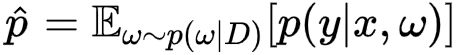 p̂ = 𝔼_{ω∼p(ω|D)}[p(y|x, ω)]